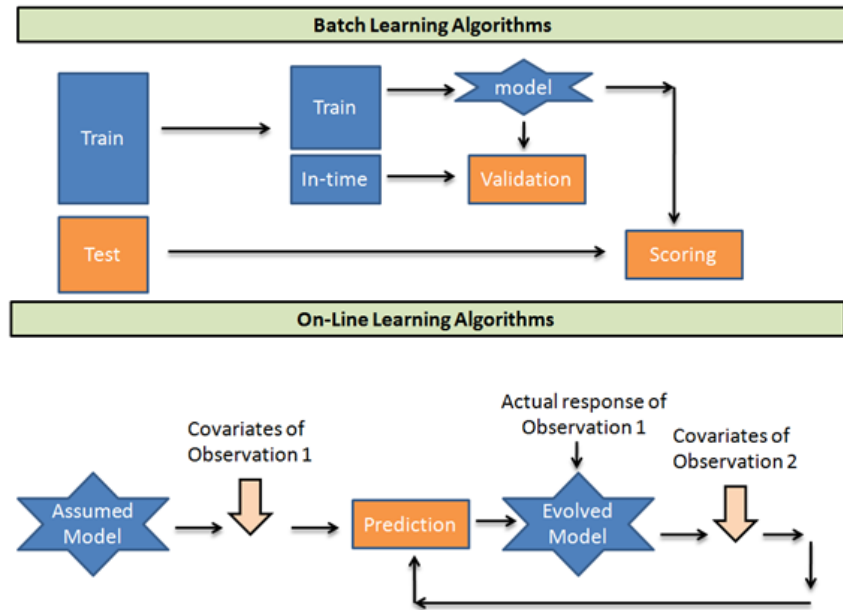 Batch Learning Algorithms
Train
Train
model
In-time
Validation
Test
Scoring
On-Line Learning Algorithms
Covariates of
Observation 1
Actual response of
Observation 1
Covariates of
Observation 2
Assumed
Model
Prediction
Evolved
Model